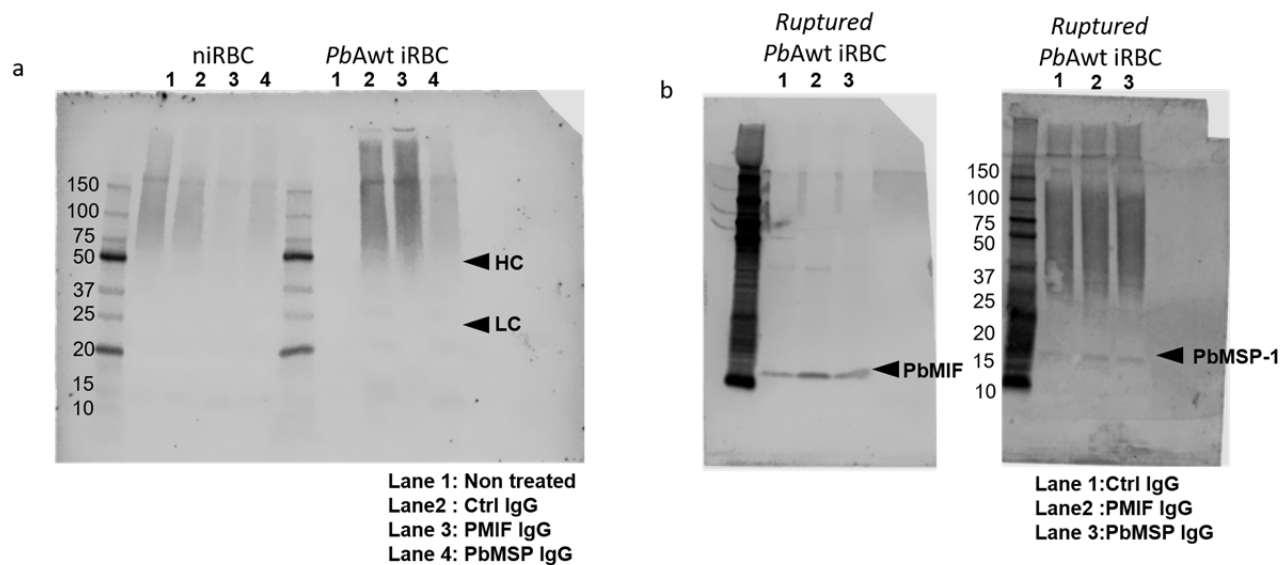 a
niRBC
PbAwt iRBC
1 2 3 4
1 2 3 4
150
100
75
50
37
25
20
15
10
HC
LC
Lane 1: Non treated
Lane2 : Ctrl IgG
Lane 3: PMIF IgG
Lane 4: PbMSP IgG
b
Ruptured
PbAwt iRBC
1 2 3
PbMIF
Ruptured
PbAwt iRBC
1 2 3
150
100
75
50
37
25
20
15
10
PbMSP-1
Lane 1:Ctrl IgG
Lane2 :PMIF IgG
Lane 3:PbMSP IgG